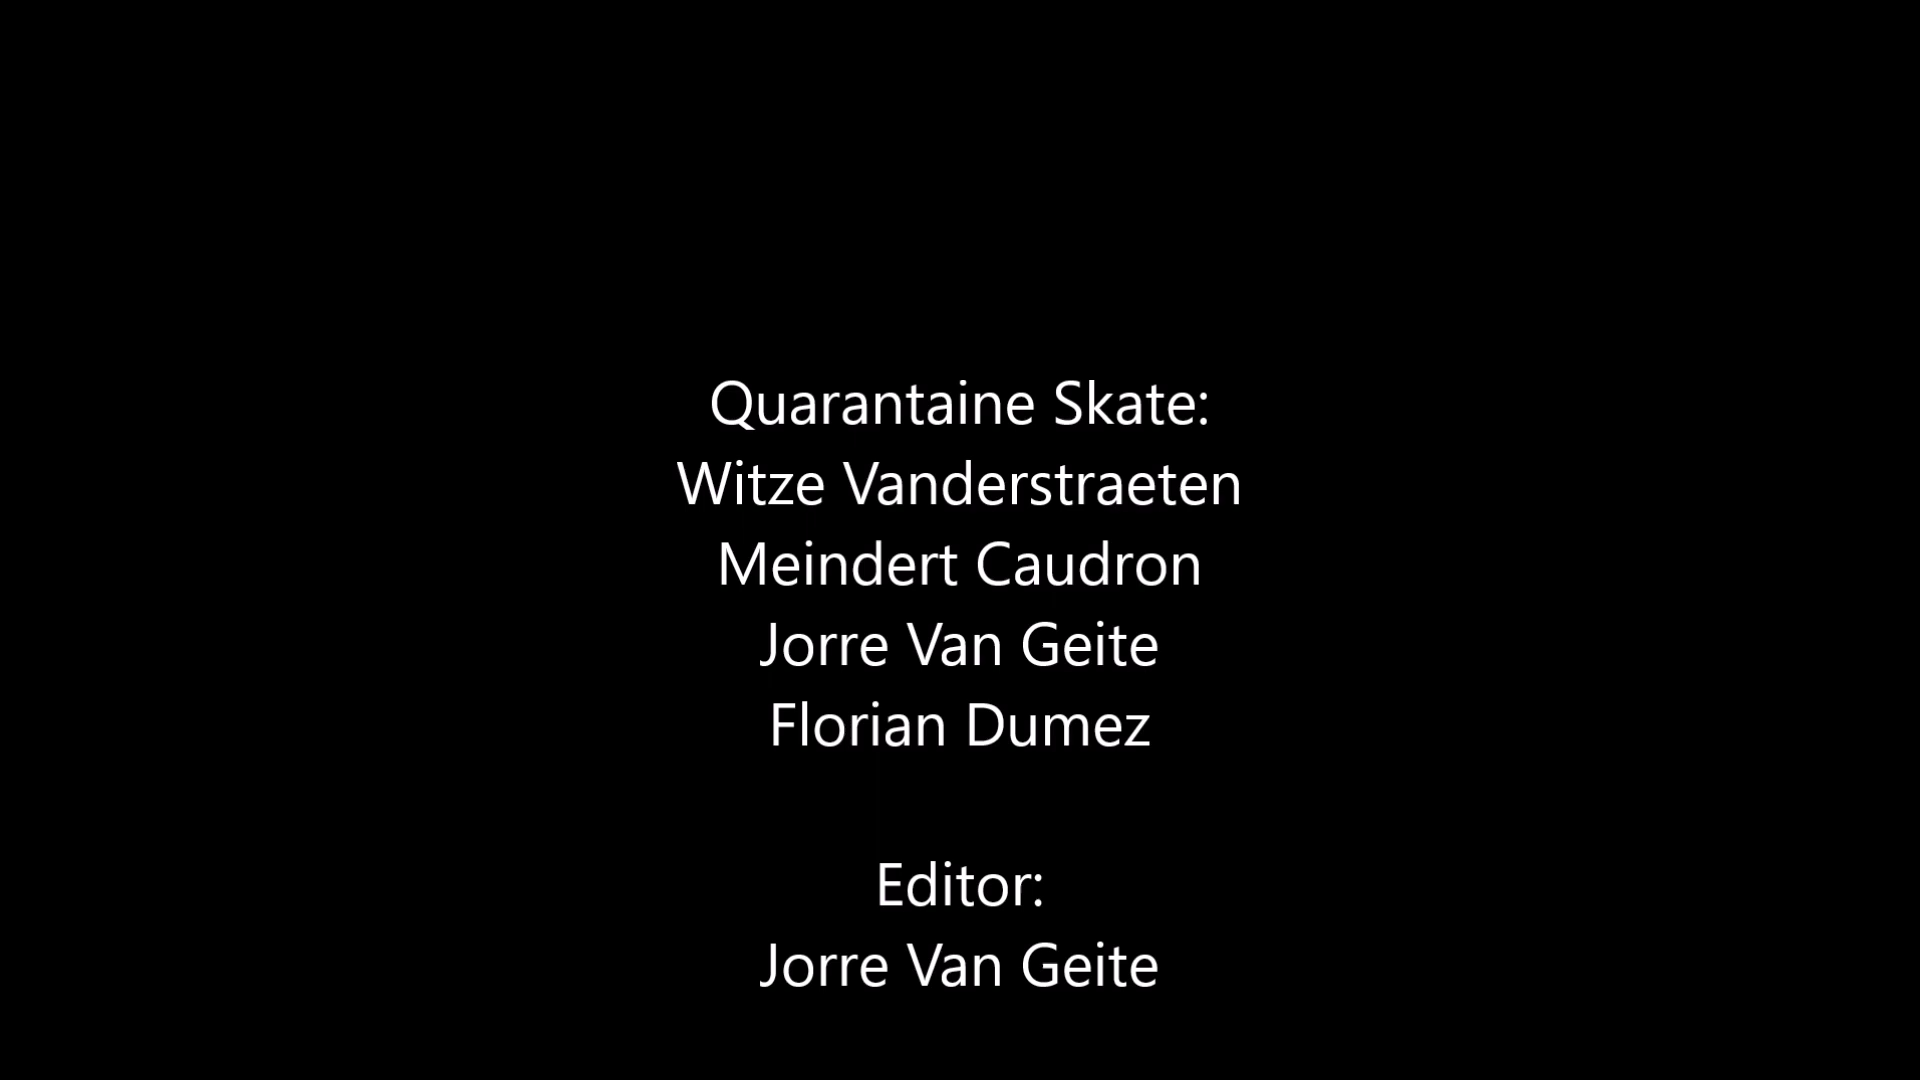 Quarantaine Skate:
Witze Vanderstraeten
Meindert Caudron
Jorre Van Geite
Florian Dumez
Editor:
Jorre Van Geite